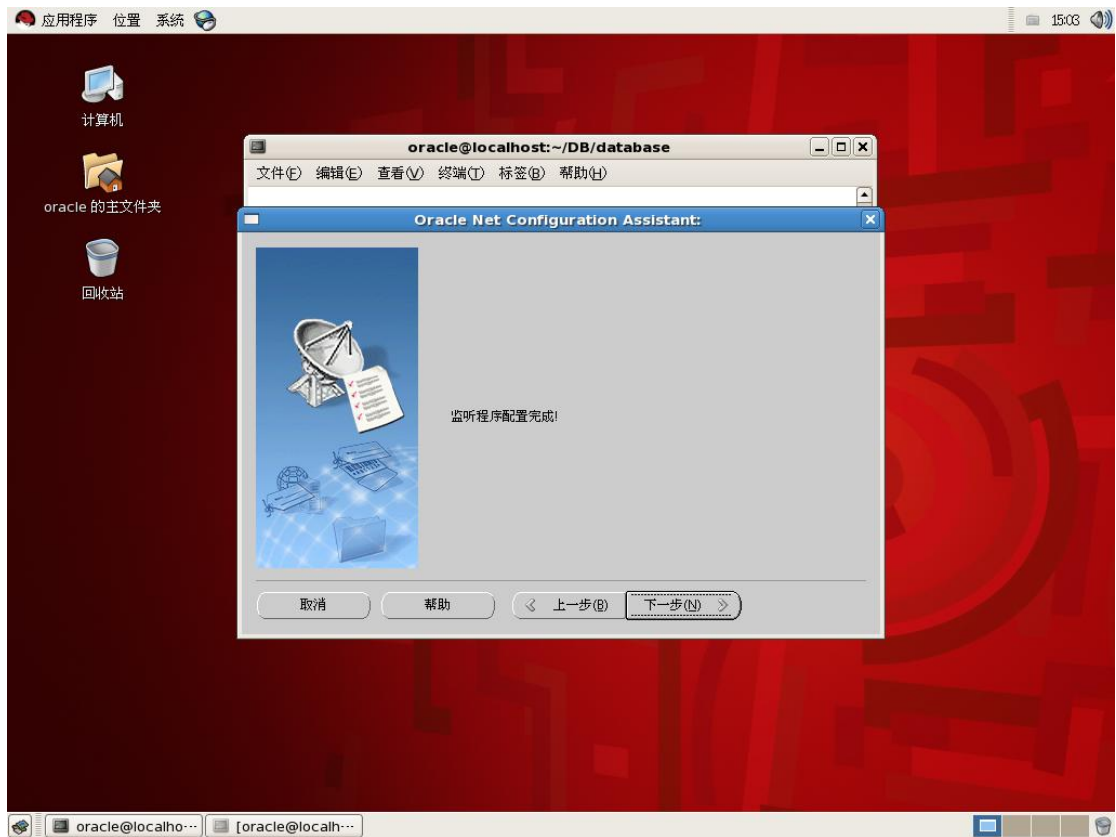 应用程序 位置 系统
15:03
计算机
oracle 的主文件夹
回收站
oracle@localhost:~/DB/database
文件(F) 编辑(E) 查看(V) 终端(T) 标签(B) 帮助(H)
Oracle Net Configuration Assistant:
监听程序配置完成!
取消 帮助 上一步(B) 下一步(N)
oracle@localho··· [oracle@localh···